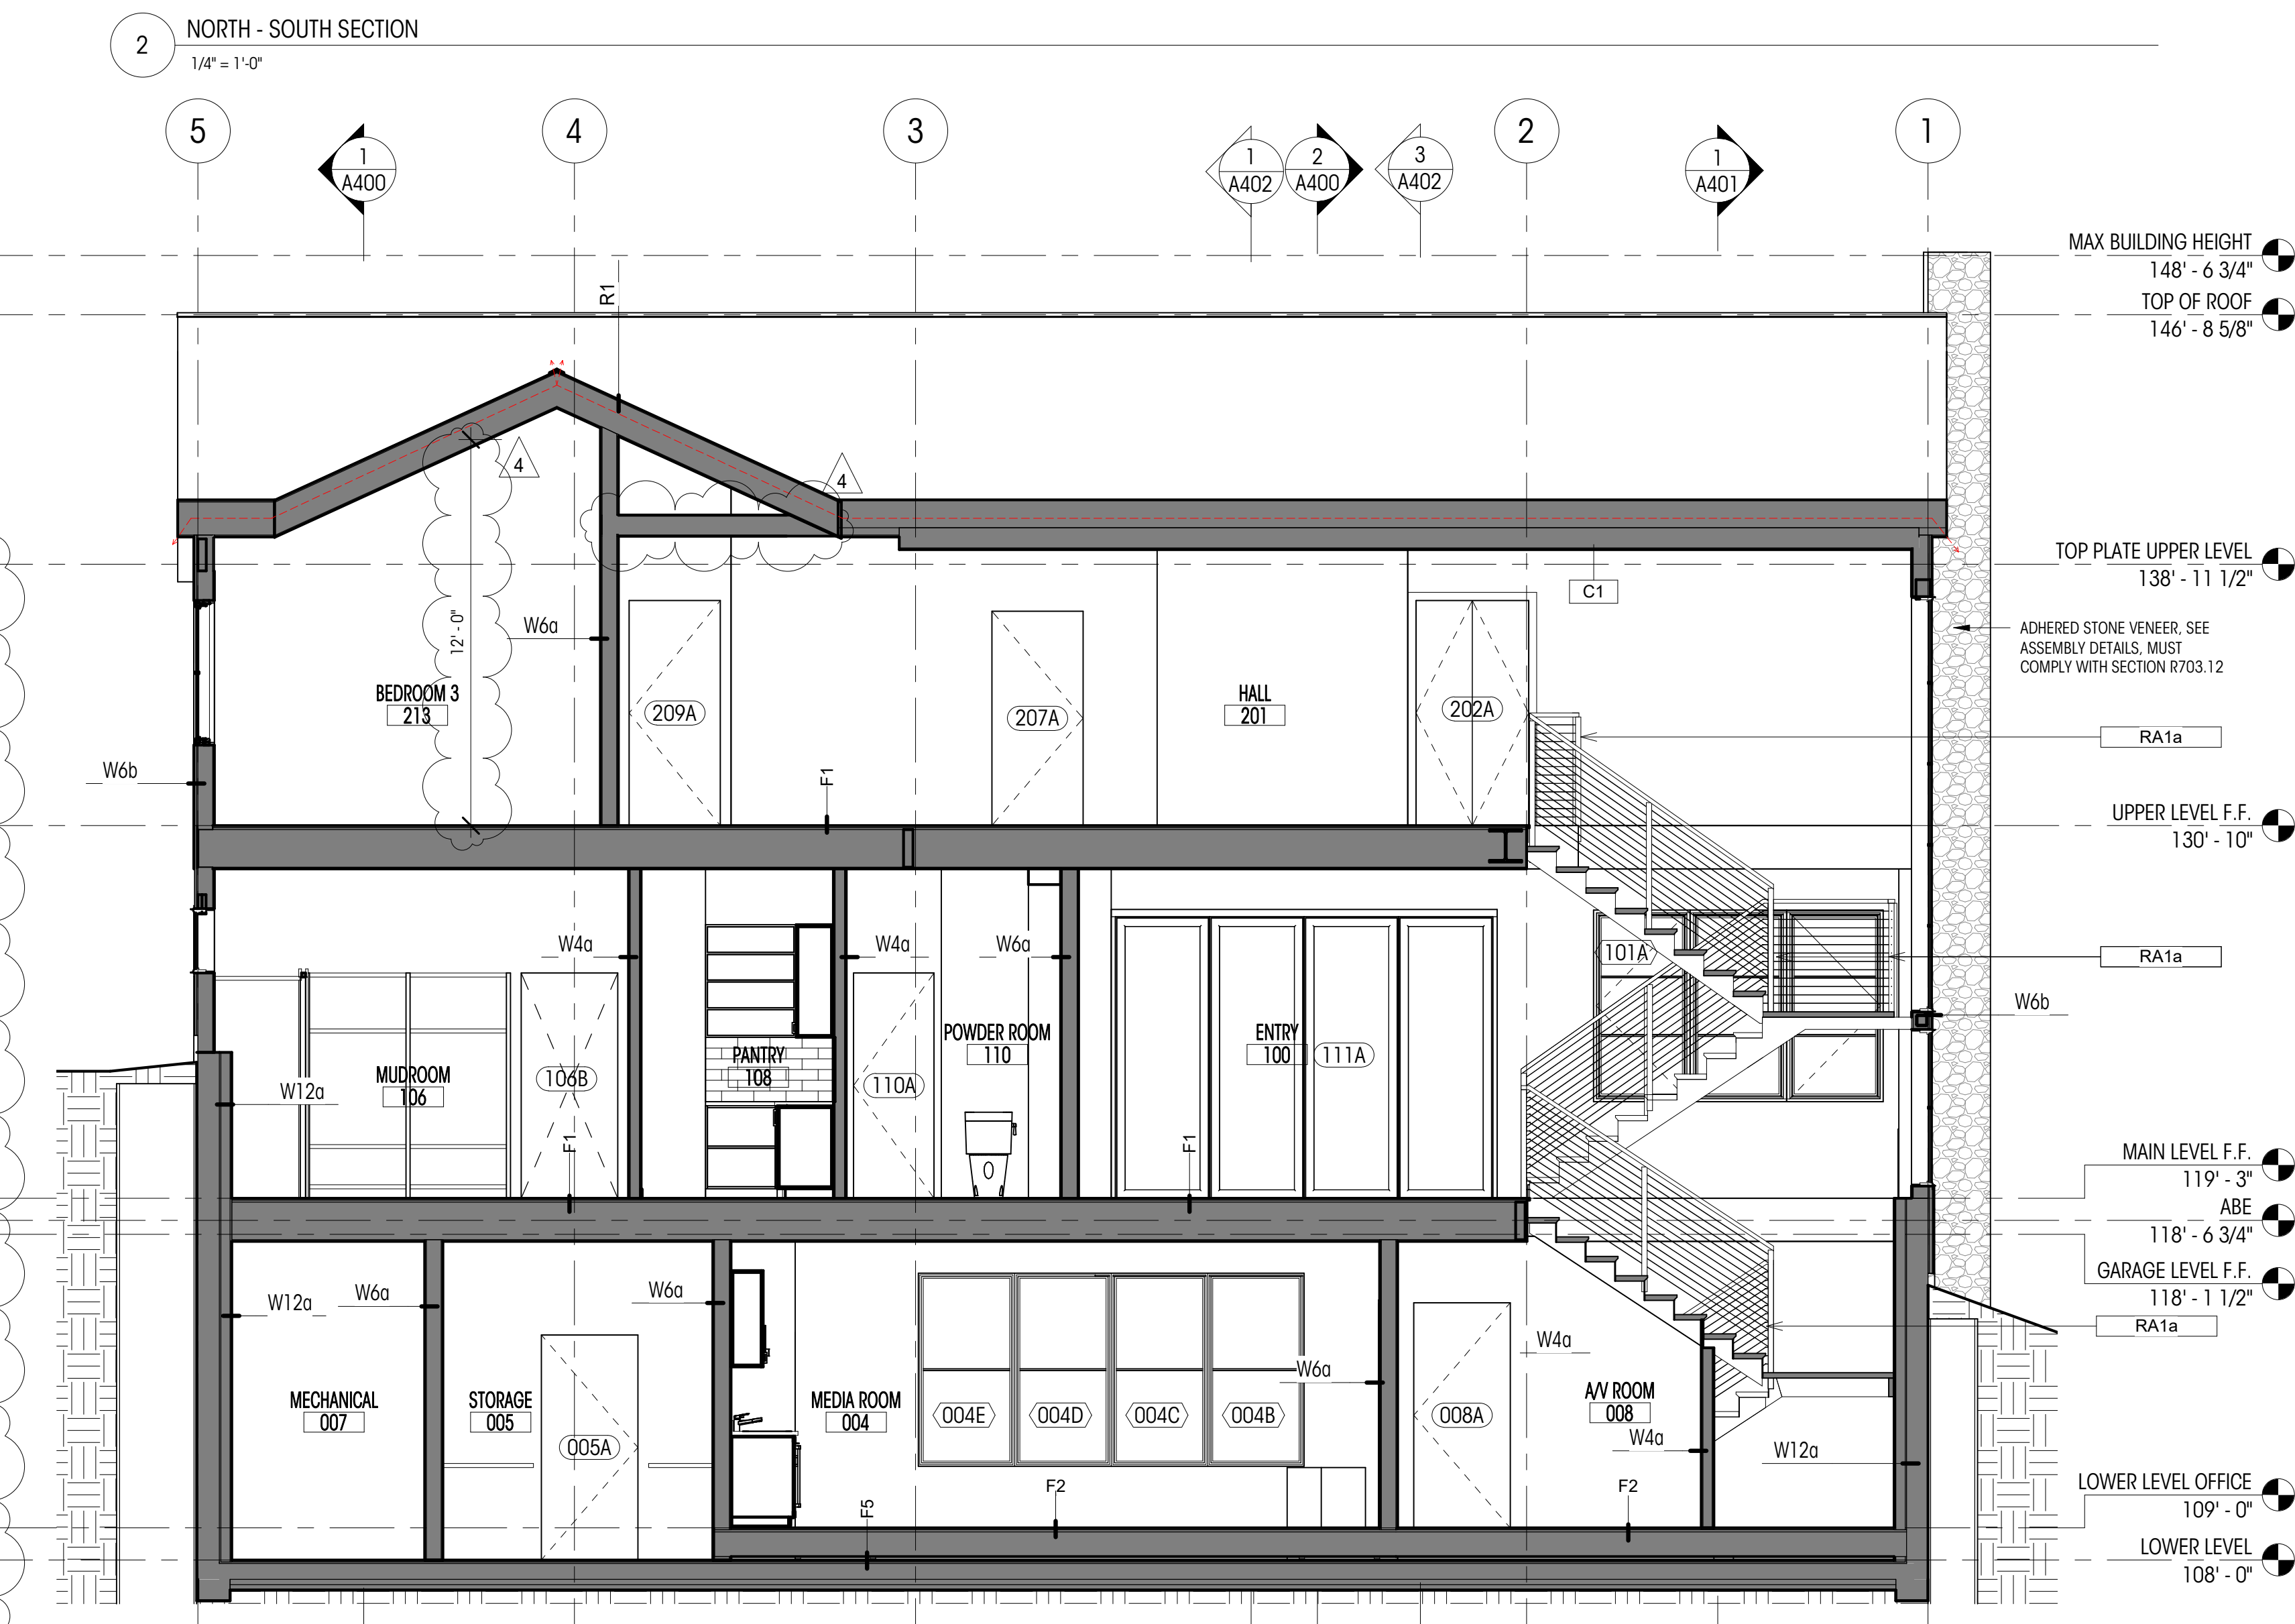 2
NORTH - SOUTH SECTION
1/4" = 1'-0"
5
4
3
2
1
1
A400
1
A402
2
A400
3
A402
1
A401
MAX BUILDING HEIGHT
148' - 6 3/4"
TOP OF ROOF
146' - 8 5/8"
R1
4
4
TOP PLATE UPPER LEVEL
138' - 11 1/2"
C1
ADHERED STONE VENEER, SEE
ASSEMBLY DETAILS, MUST
COMPLY WITH SECTION R703.12
12' - 0"
W6a
BEDROOM 3
213
209A
207A
HALL
201
202A
RA1a
W6b
F1
UPPER LEVEL F.F.
130' - 10"
W4a
W4a
W6a
101A
RA1a
W6b
MUDROOM
106
W12a
106B
PANTRY
108
110A
POWDER ROOM
110
ENTRY
100
111A
F1
F1
MAIN LEVEL F.F.
119' - 3"
ABE
118' - 6 3/4"
GARAGE LEVEL F.F.
118' - 1 1/2"
RA1a
W12a
W6a
W6a
W6a
W4a
MECHANICAL
007
STORAGE
005
005A
MEDIA ROOM
004
004E
004D
004C
004B
008A
A/V ROOM
008
W4a
W12a
F5
F2
F2
LOWER LEVEL OFFICE
109' - 0"
LOWER LEVEL
108' - 0"